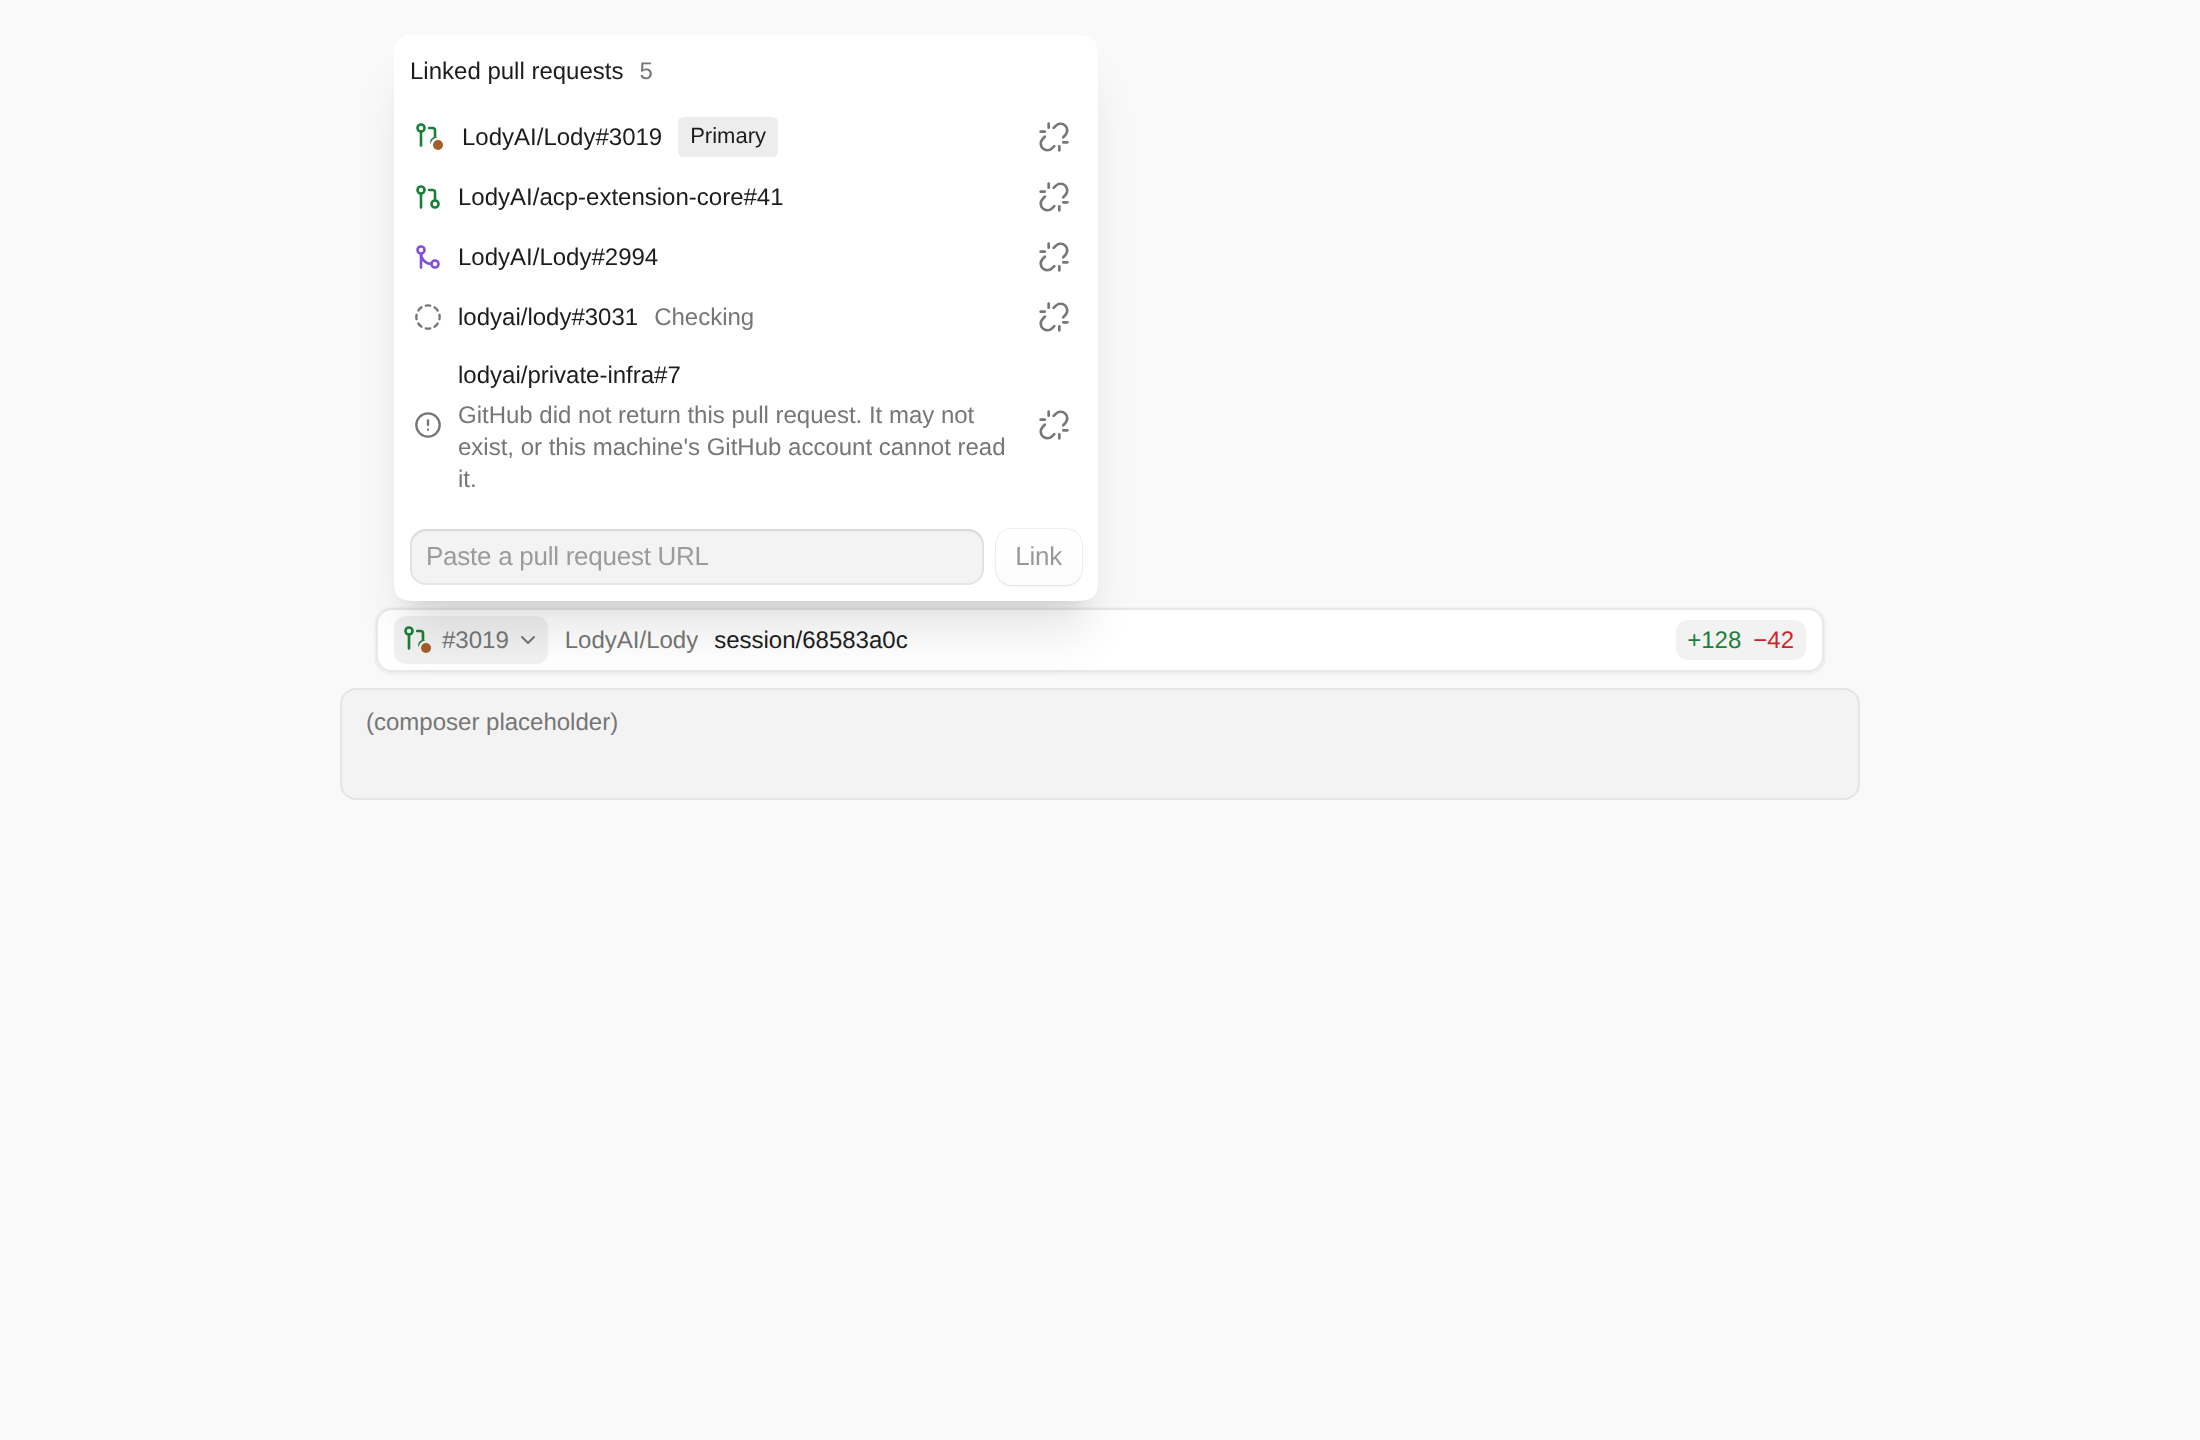 Linked pull requests 5
LodyAI/Lody#3019 Primary
LodyAI/acp-extension-core#41
LodyAI/Lody#2994
lodyai/lody#3031 Checking
lodyai/private-infra#7
GitHub did not return this pull request. It may not
exist, or this machine's GitHub account cannot read
it.
Paste a pull request URL Link
#3019 LodyAI/Lody session/68583a0c +128 −42
(composer placeholder)